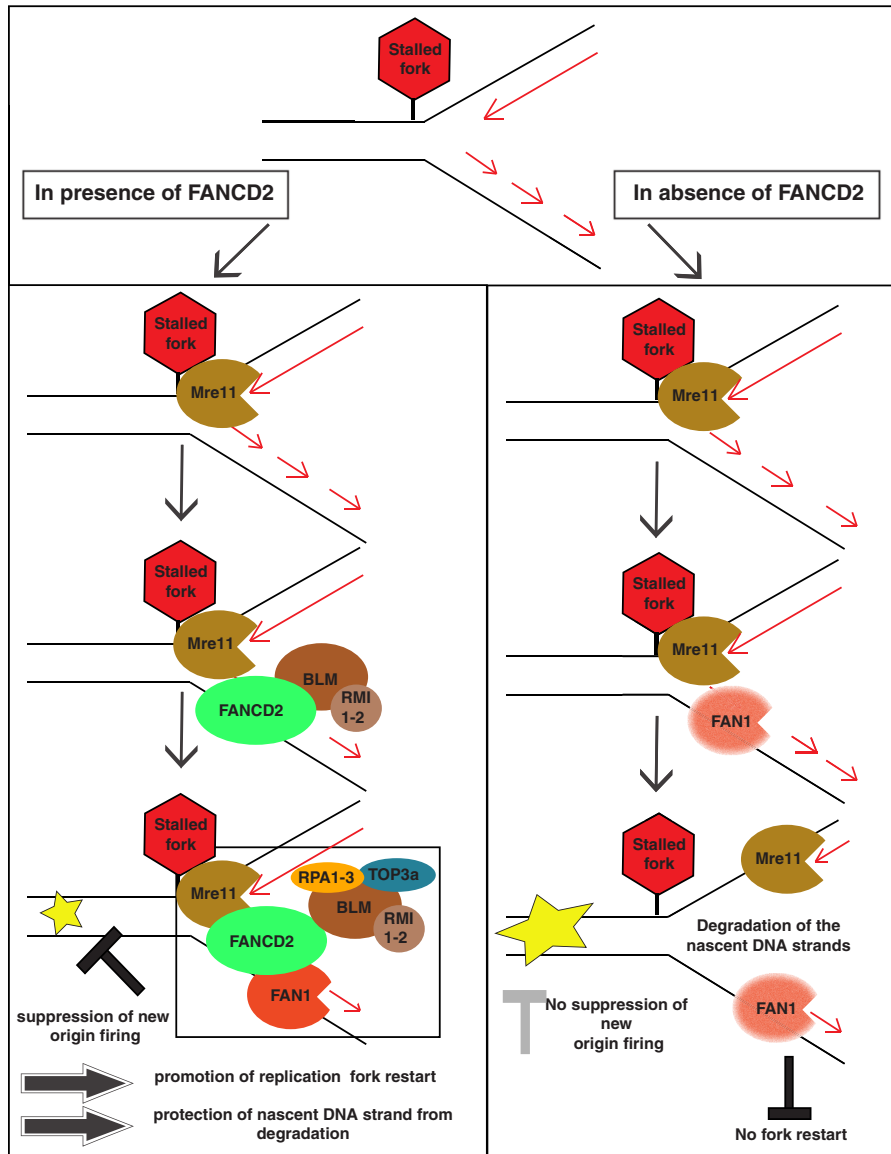 Stalled
fork
In presence of FANCD2
In absence of FANCD2
Stalled
fork
Mre11
Stalled
fork
Mre11
BLM
RMI
1-2
FANCD2
Stalled
fork
RPA1-3
TOP3a
Mre11
BLM
RMI
1-2
FANCD2
FAN1
suppression of new
origin firing
promotion of replication fork restart
protection of nascent DNA strand from
degradation
Stalled
fork
Mre11
Stalled
fork
Mre11
FAN1
Stalled
fork
Mre11
Degradation of the
nascent DNA strands
FAN1
No suppression of
new
origin firing
No fork restart